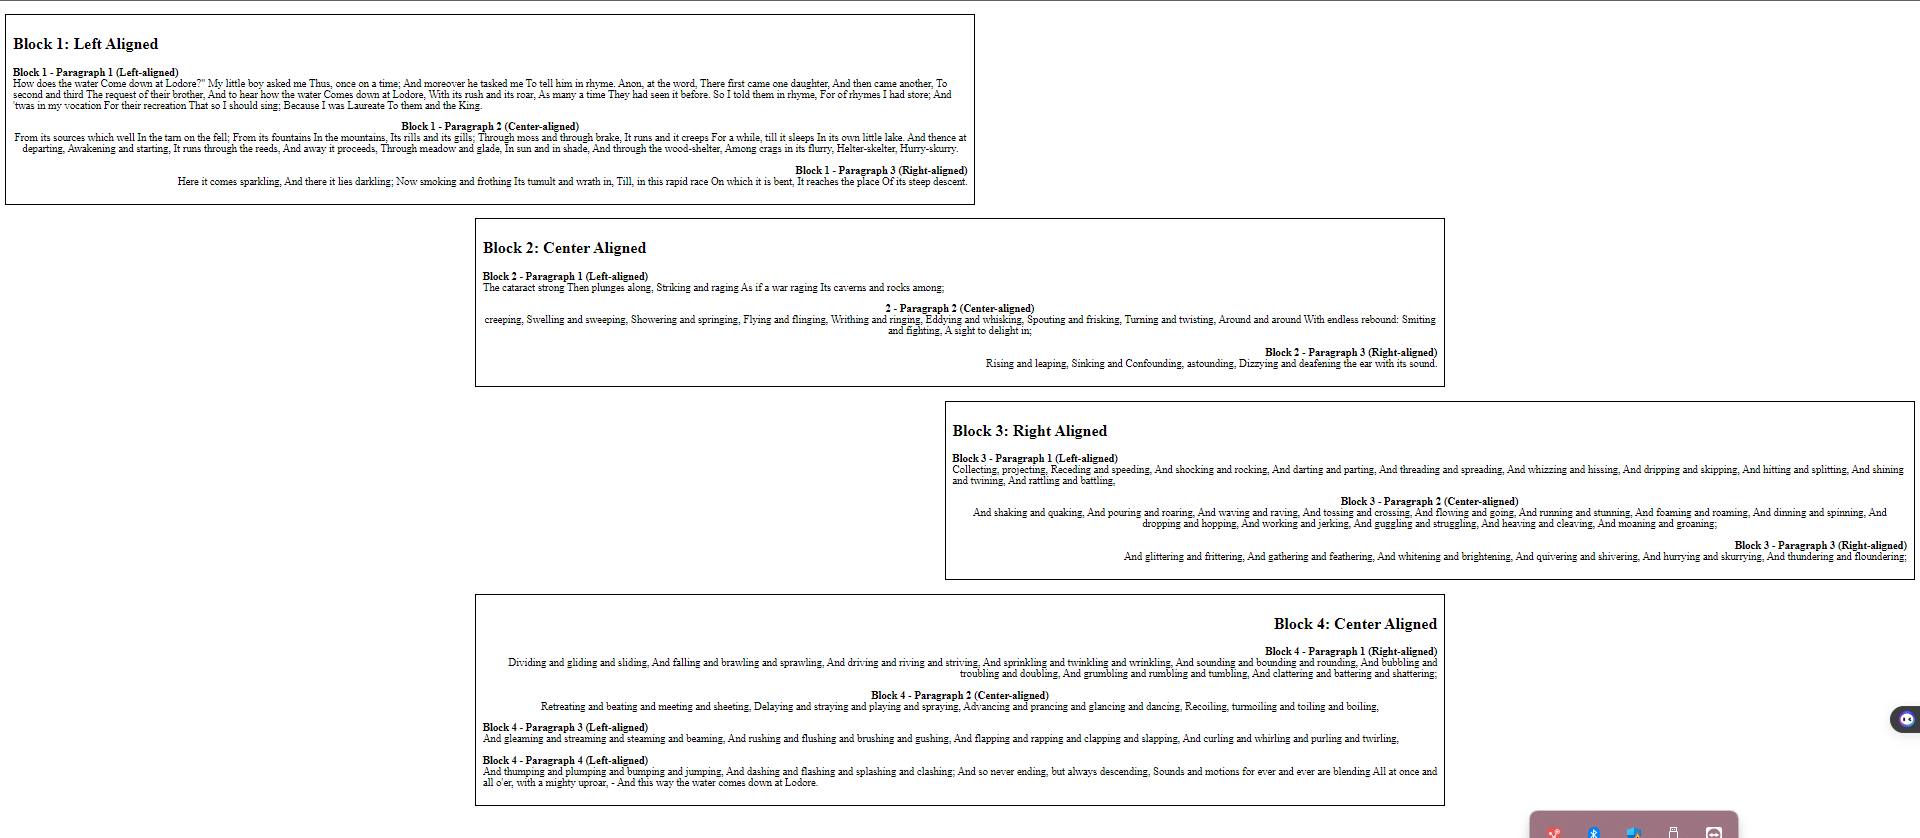 Block 1: Left Aligned
Block 1 - Paragraph 1 (Left-aligned)
How does the water Come down at Lodore?" My little boy asked me Thus, once on a time; And moreover he tasked me To tell him in rhyme. Anon, at the word, There first came one daughter, And then came another, To
second and third The request of their brother, And to hear how the water Comes down at Lodore, With its rush and its roar, As many a time They had seen it before. So I told them in rhyme, For of rhymes I had store; And
'twas in my vocation For their recreation That so I should sing; Because I was Laureate To them and the King.
Block 1 - Paragraph 2 (Center-aligned)
From its sources which well In the tarn on the fell; From its fountains In the mountains, Its rills and its gills; Through moss and through brake, It runs and it creeps For a while, till it sleeps In its own little lake. And thence at
departing, Awakening and starting, It runs through the reeds, And away it proceeds, Through meadow and glade, In sun and in shade, And through the wood-shelter, Among crags in its flurry, Helter-skelter, Hurry-skurry.
Block 1 - Paragraph 3 (Right-aligned)
Here it comes sparkling, And there it lies darkling; Now smoking and frothing Its tumult and wrath in, Till, in this rapid race On which it is bent, It reaches the place Of its steep descent.
Block 2: Center Aligned
Block 2 - Paragraph 1 (Left-aligned)
The cataract strong Then plunges along, Striking and raging As if a war raging Its caverns and rocks among;
2 - Paragraph 2 (Center-aligned)
creeping, Swelling and sweeping, Showering and springing, Flying and flinging, Writhing and ringing, Eddying and whisking, Spouting and frisking, Turning and twisting, Around and around With endless rebound: Smiting
and fighting, A sight to delight in;
Block 2 - Paragraph 3 (Right-aligned)
Rising and leaping, Sinking and Confounding, astounding, Dizzying and deafening the ear with its sound.
Block 3: Right Aligned
Block 3 - Paragraph 1 (Left-aligned)
Collecting, projecting, Receding and speeding, And shocking and rocking, And darting and parting, And threading and spreading, And whizzing and hissing, And dripping and skipping, And hitting and splitting, And shining
and twining, And rattling and battling,
Block 3 - Paragraph 2 (Center-aligned)
And shaking and quaking, And pouring and roaring, And waving and raving, And tossing and crossing, And flowing and going, And running and stunning, And foaming and roaming, And dinning and spinning, And
dropping and hopping, And working and jerking, And guggling and struggling, And heaving and cleaving, And moaning and groaning;
Block 3 - Paragraph 3 (Right-aligned)
And glittering and frittering, And gathering and feathering, And whitening and brightening, And quivering and shivering, And hurrying and skurrying, And thundering and floundering;
Block 4: Center Aligned
Block 4 - Paragraph 1 (Right-aligned)
Dividing and gliding and sliding, And falling and brawling and sprawling, And driving and riving and striving, And sprinkling and twinkling and wrinkling, And sounding and bounding and rounding, And bubbling and
troubling and doubling, And grumbling and rumbling and tumbling, And clattering and battering and shattering;
Block 4 - Paragraph 2 (Center-aligned)
Retreating and beating and meeting and sheeting, Delaying and straying and playing and spraying, Advancing and prancing and glancing and dancing, Recoiling, turmoiling and toiling and boiling,
Block 4 - Paragraph 3 (Left-aligned)
And gleaming and streaming and steaming and beaming, And rushing and flushing and brushing and gushing, And flapping and rapping and clapping and slapping, And curling and whirling and purling and twirling,
Block 4 - Paragraph 4 (Left-aligned)
And thumping and plumping and bumping and jumping, And dashing and flashing and splashing and clashing; And so never ending, but always descending, Sounds and motions for ever and ever are blending All at once and
all o'er, with a mighty uproar, - And this way the water comes down at Lodore.